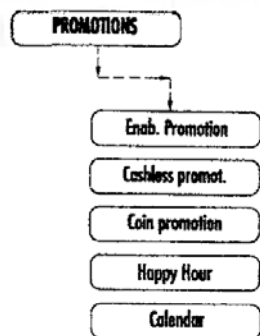 PROMOTIONS
Enab. Promotion
Cashless promot.
Coin promotion
Happy Hour
Calendar